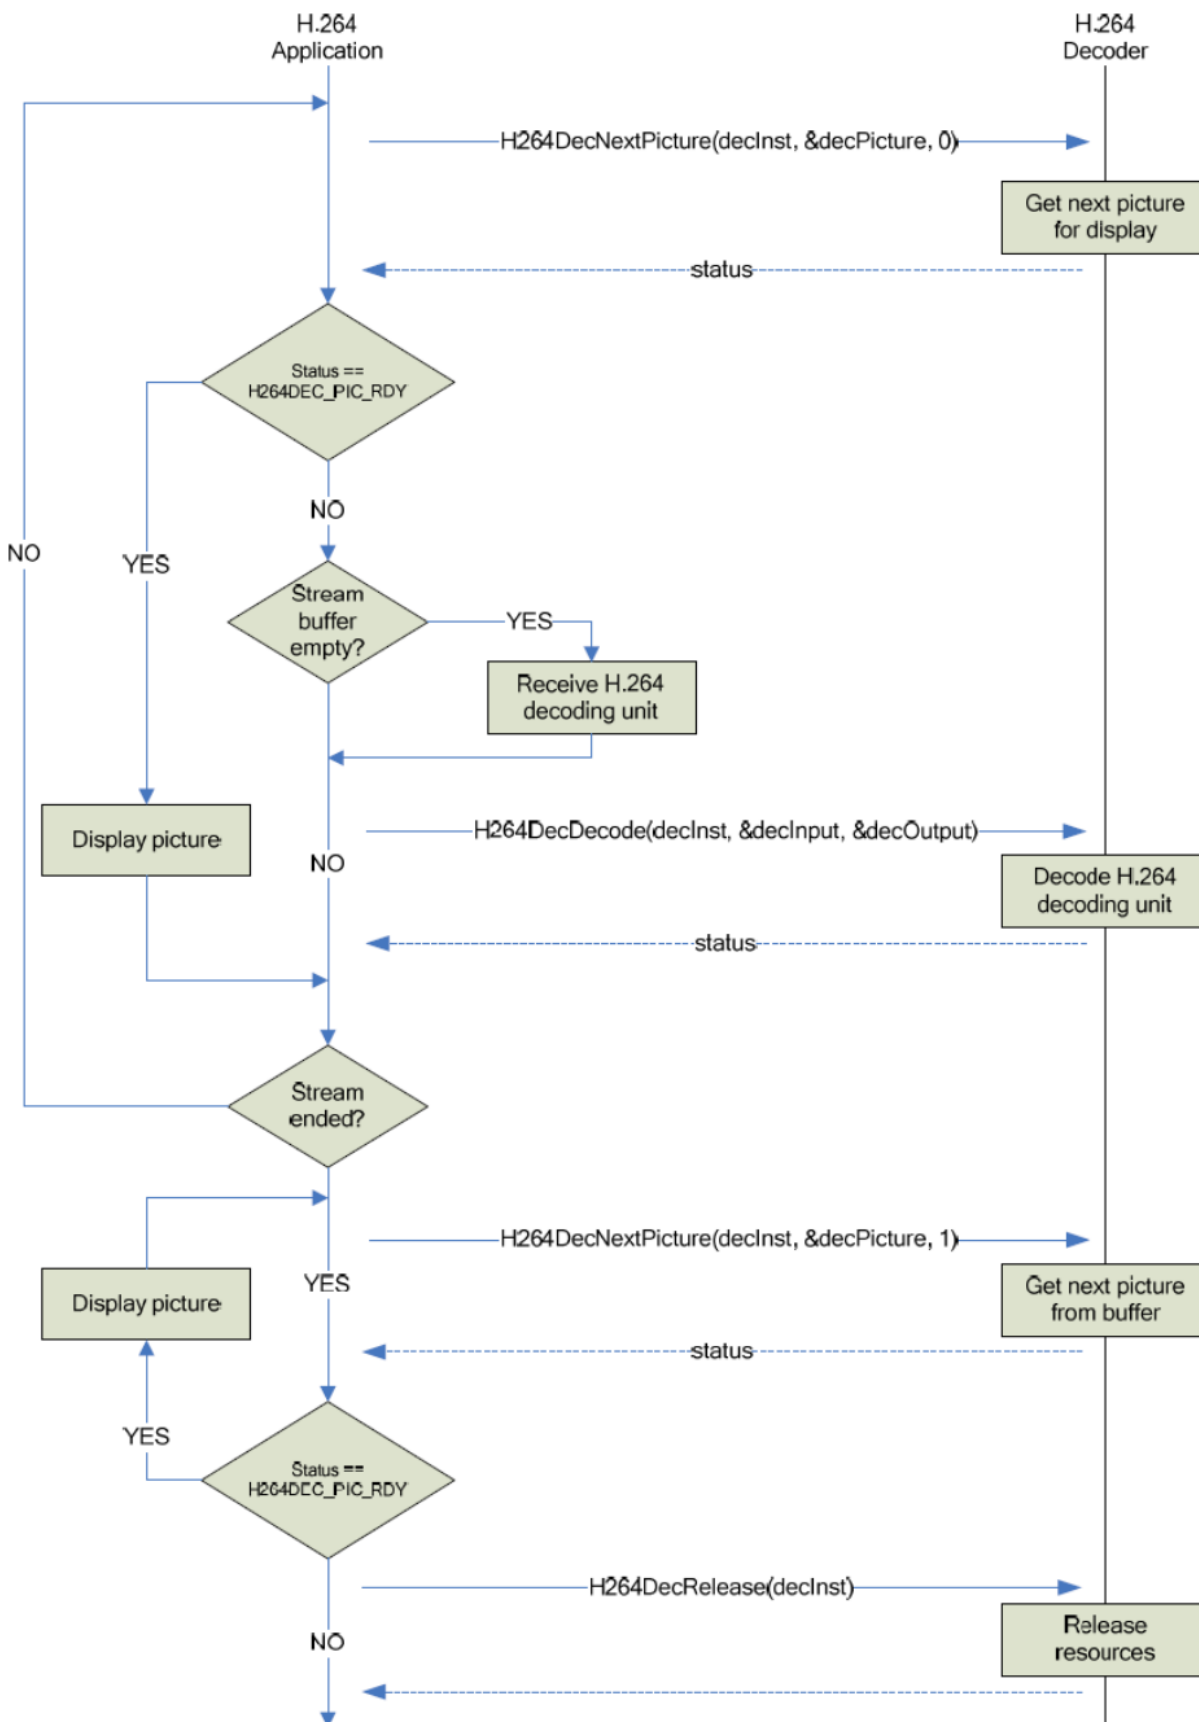 H.264
Application
H.264
Decoder
H264DecNextPicture(decInst, &decPicture, 0)
Get next picture
for display
status
Status ==
H264DEC_PIC_RDY
NO
NO
YES
Stream
buffer
empty?
YES
Receive H.264
decoding unit
Display picture
H264DecDecode(decInst, &decInput, &decOutput)
NO
Decode H.264
decoding unit
status
Stream
ended?
H264DecNextPicture(decInst, &decPicture, 1)
YES
Get next picture
from buffer
Display picture
status
YES
Status ==
H264DEC_PIC_RDY
H264DecRelease(decInst)
NO
Release
resources